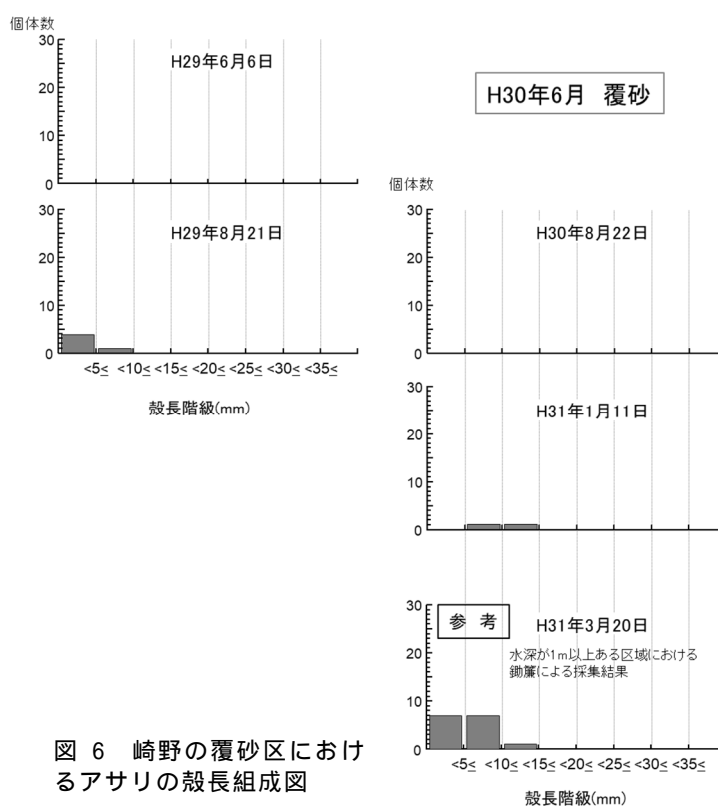 個体数
30
H29年6月6日
20
10
0
30
H29年8月21日
20
10
0
<5≤ <10≤ <15≤ <20≤ <25≤ <30≤ <35≤
殻長階級(mm)
H30年6月 覆砂
個体数
30
H30年8月22日
20
10
0
30
H31年1月11日
20
10
0
30
参 考
H31年3月20日
水深が1m以上ある区域における
鋤簾による採集結果
20
10
0
<5≤ <10≤ <15≤ <20≤ <25≤ <30≤ <35≤
殻長階級(mm)
図 6 崎野の覆砂区におけ
るアサリの殻長組成図